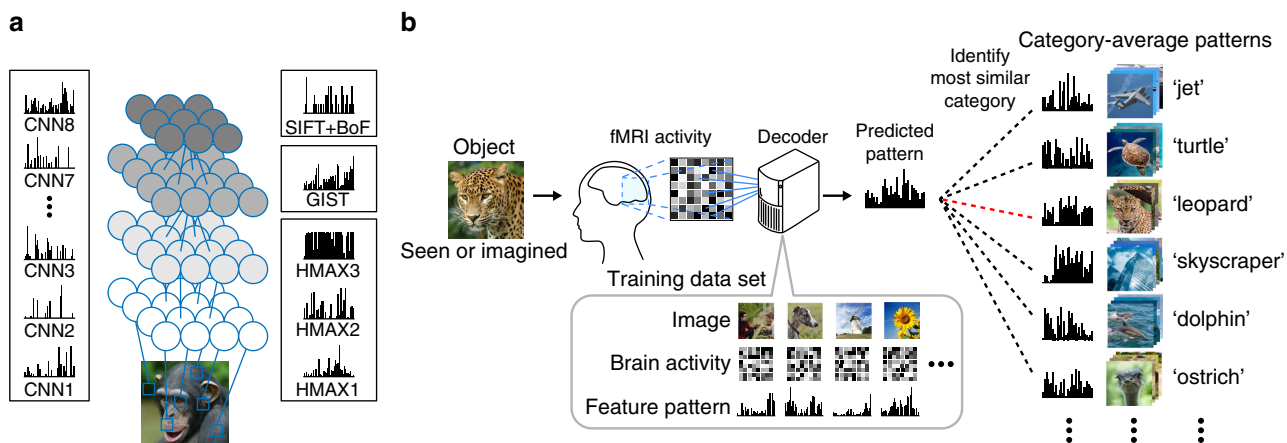 a
CNN8
CNN7
CNN3
CNN2
CNN1
SIFT+BoF
GIST
HMAX3
HMAX2
HMAX1
b
Object
Seen or imagined
fMRI activity
Decoder
Predicted
pattern
Identify
most similar
category
Category-average patterns
'jet'
'turtle'
'leopard'
'skyscraper'
'dolphin'
'ostrich'
Training data set
Image
Brain activity
Feature pattern